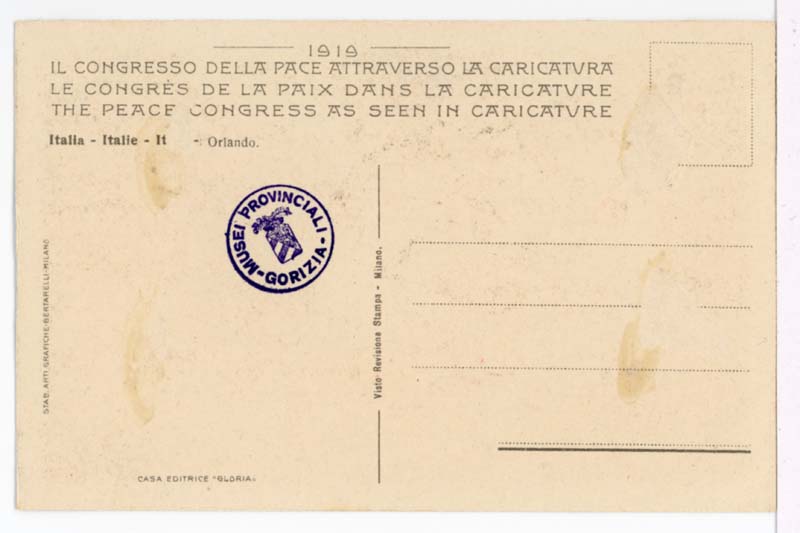 1919
IL CONGRESSO DELLA PACE ATTRAVERSO LA CARICATURA
LE CONGRÈS DE LA PAIX DANS LA CARICATURE
THE PEACE CONGRESS AS SEEN IN CARICATURE
Italia - Italie - It - Orlando.
MUSEI PROVINCIALI - GORIZIA -
STAB. ARTI GRAFICHE-BERTARELLI-MILANO
Visto Revisione Stampa - Milano.
CASA EDITRICE "GLORIA"